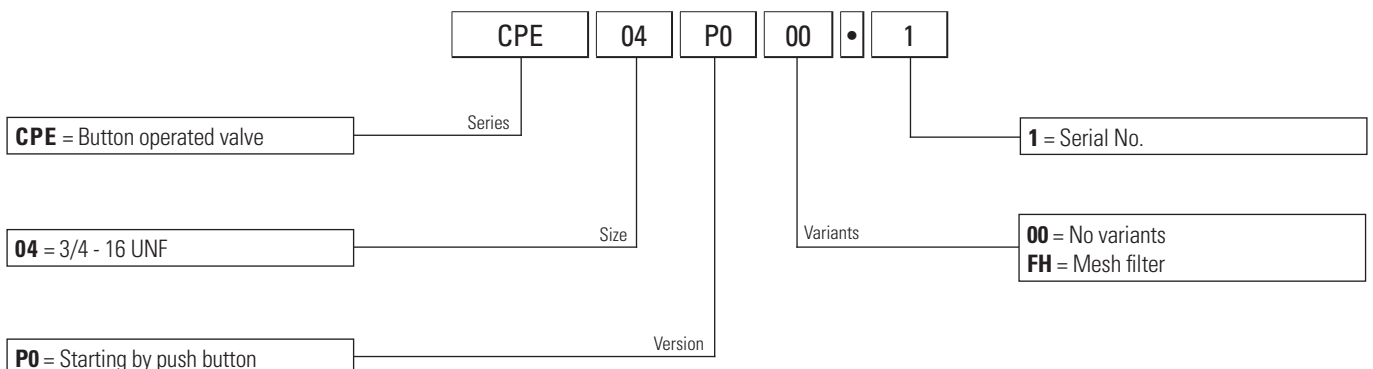 CPE 04 P0 00 • 1
Series
CPE = Button operated valve
1 = Serial No.
Size
04 = 3/4 - 16 UNF
Variants
00 = No variants
FH = Mesh filter
Version
P0 = Starting by push button